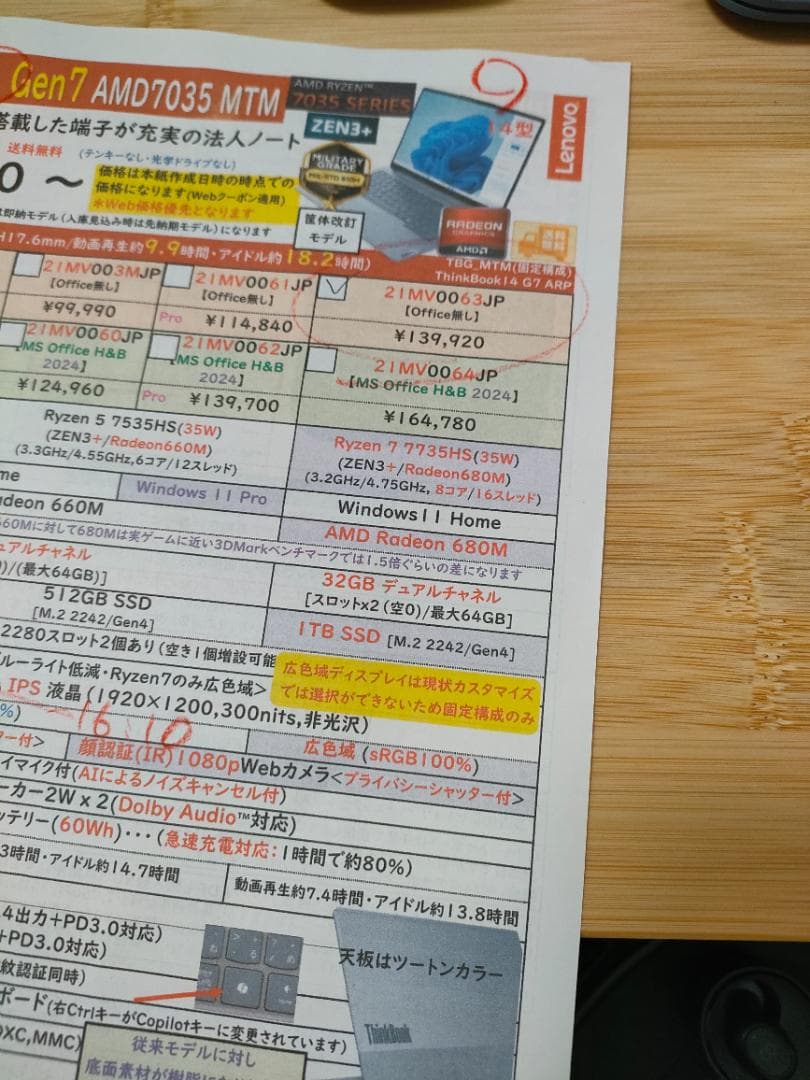 Gen7 AMD7035 MTM
AMD RYZEN™
7035 SERIES
ZEN3+
14型
Lenovo
搭載した端子が充実の法人ノート
送料無料 (テンキーなし・光学ドライブなし)
0 ～
価格は本紙作成日時の時点での
価格になります(Webクーポン適用)
※Web価格優先となります
は即納モデル(入庫見込み時は先納期モデル)になります
MILITARY
GRADE
MIL-STD 810H
筐体改訂
モデル
RADEON
GRAPHICS
AMD
送料
無料
H17.6mm/動画再生約9.9時間・アイドル約18.2時間)
TBG_MTM(固定構成)
ThinkBook14 G7 ARP
21MV003MJP
[Office無し]
¥99,990
21MV0061JP
[Office無し]
Pro ¥114,840
21MV0063JP
[Office無し]
¥139,920
21MV0060JP
[MS Office H&B
2024]
¥124,960
21MV0062JP
[MS Office H&B
2024]
Pro ¥139,700
21MV0064JP
[MS Office H&B 2024]
¥164,780
Ryzen 5 7535HS(35W)
(ZEN3+/Radeon660M)
(3.3GHz/4.55GHz,6コア/12スレッド)
Ryzen 7 7735HS(35W)
(ZEN3+/Radeon680M)
(3.2GHz/4.75GHz, 8コア/16スレッド)
ome
Windows 11 Pro
Windows11 Home
adeon 660M
AMD Radeon 680M
660Mに対して680Mは実ゲームに近い3DMarkベンチマークでは1.5倍ぐらいの差になります
ュアルチャネル
0)/(最大64GB)]
32GB デュアルチャネル
[スロットx2 (空0)/最大64GB]
512GB SSD
[M.2 2242/Gen4]
1TB SSD [M.2 2242/Gen4]
2280スロット2個あり(空き1個増設可能
ルーライト低減・Ryzen7のみ広色域>
広色域ディスプレイは現状カスタマイズ
では選択ができないため固定構成のみ
IPS 液晶 (1920×1200,300nits,非光沢)
16:10
%)
広色域 (sRGB100%)
ター付>
顔認証(IR)1080pWebカメラ<プライバシーシャッター付>
イマイク付(AIによるノイズキャンセル付)
ーカー2W x 2(Dolby Audio™対応)
ッテリー(60Wh)・・・(急速充電対応:1時間で約80%)
3時間・アイドル約14.7時間
動画再生約7.4時間・アイドル約13.8時間
.4出力+PD3.0対応)
+PD3.0対応)
紋認証同時)
ボード(右CtrlキーがCopilotキーに変更されています)
天板はツートンカラー
ThinkBook
DXC,MMC)
従来モデルに対し
底面素材が樹脂に